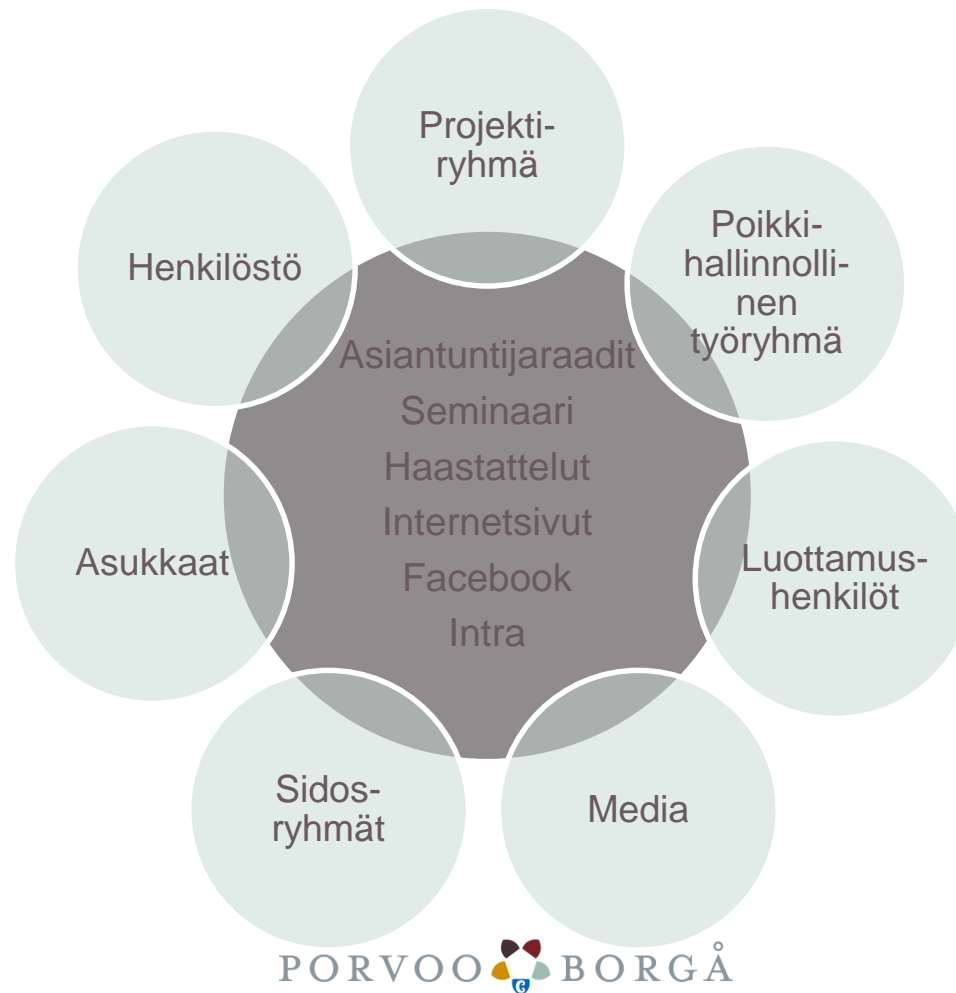 Projekti-
ryhmä
Poikki-
hallinnolli-
nen
työryhmä
Luottamus-
henkilöt
Media
Sidos-
ryhmät
Asukkaat
Henkilöstö
Asiantuntijaraadit
Seminaari
Haastattelut
Internetsivut
Facebook
Intra
PORVOO BORGÅ